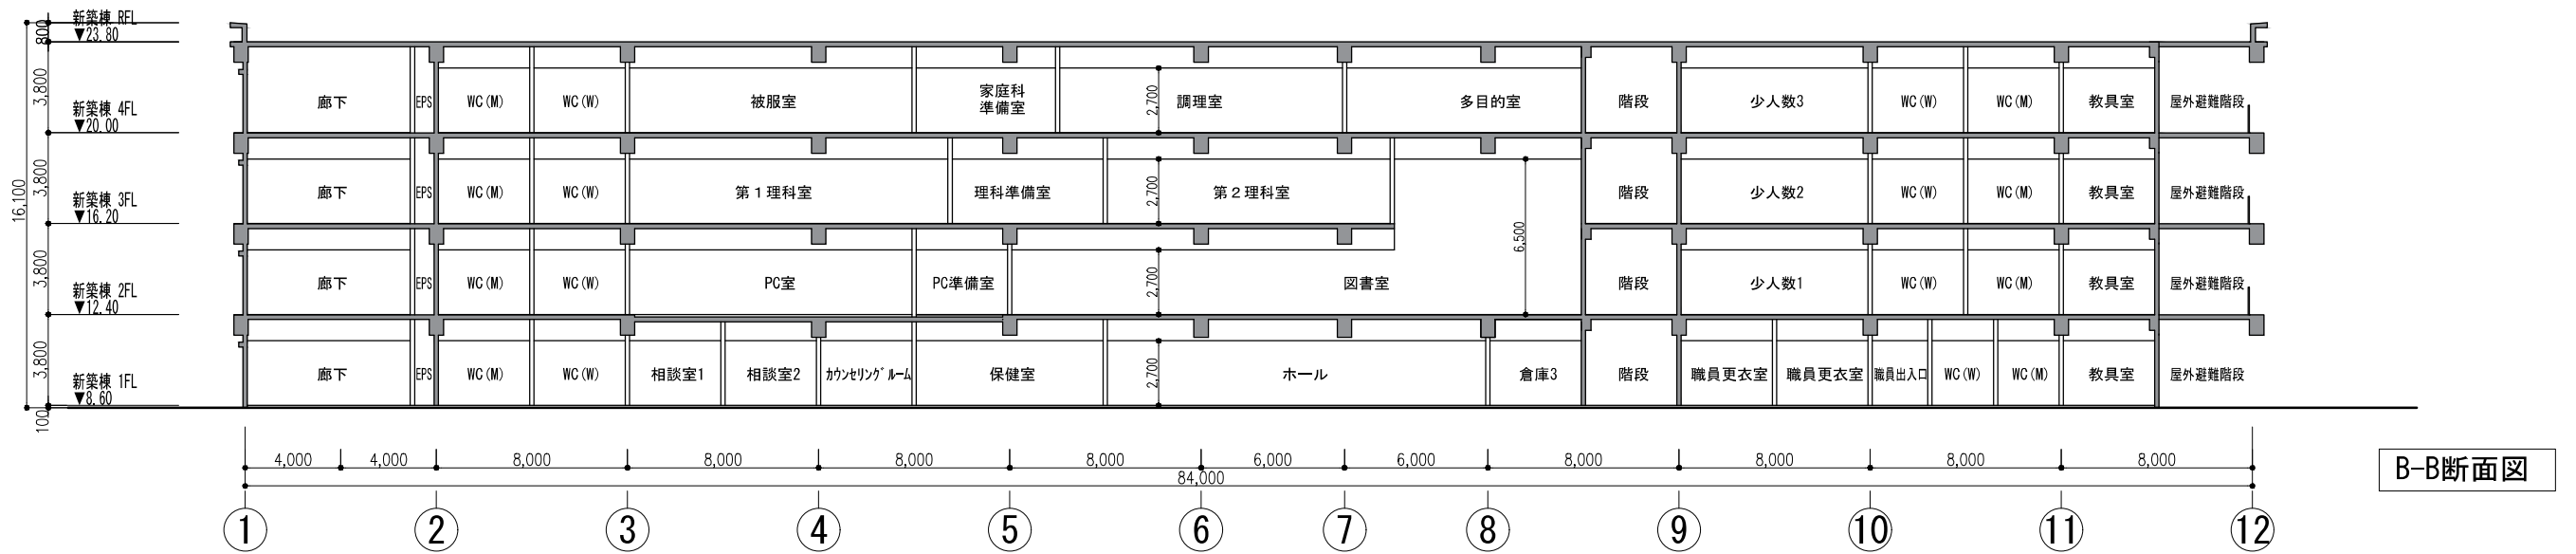 新築棟 RFL
▼23.80
新築棟 4FL
▼20.00
新築棟 3FL
▼16.20
新築棟 2FL
▼12.40
新築棟 1FL
▼8.60
800
3,800
3,800
3,800
3,800
100
16,100
廊下 EPS WC(M) WC(W) 被服室 家庭科 調理室 多目的室 階段 少人数3 WC(W) WC(M) 教具室 屋外避難階段
準備室
2,700
廊下 EPS WC(M) WC(W) 第1理科室 理科準備室 第2理科室 階段 少人数2 WC(W) WC(M) 教具室 屋外避難階段
2,700
6,500
廊下 EPS WC(M) WC(W) PC室 PC準備室 図書室 階段 少人数1 WC(W) WC(M) 教具室 屋外避難階段
2,700
廊下 EPS WC(M) WC(W) 相談室1 相談室2 ｶｳﾝｾﾘﾝｸﾞﾙｰﾑ 保健室 ホール 倉庫3 階段 職員更衣室 職員更衣室 職員出入口 WC(W) WC(M) 教具室 屋外避難階段
2,700
4,000 4,000 8,000 8,000 8,000 8,000 6,000 6,000 8,000 8,000 8,000 8,000
84,000
1 2 3 4 5 6 7 8 9 10 11 12
B-B断面図